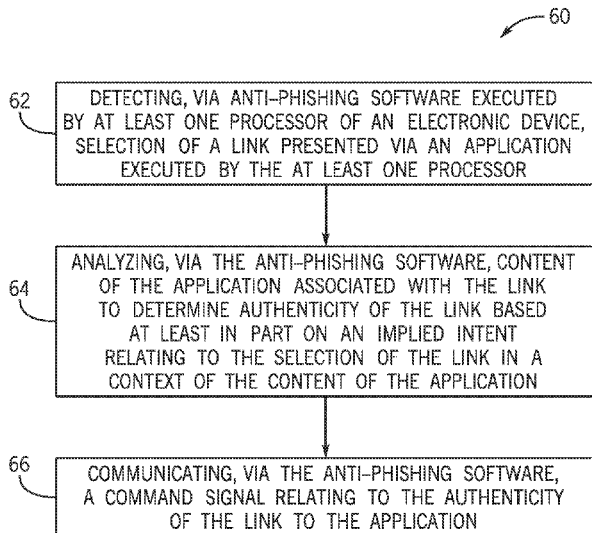 60
62
DETECTING, VIA ANTI-PHISHING SOFTWARE EXECUTED
BY AT LEAST ONE PROCESSOR OF AN ELECTRONIC DEVICE,
SELECTION OF A LINK PRESENTED VIA AN APPLICATION
EXECUTED BY THE AT LEAST ONE PROCESSOR
64
ANALYZING, VIA THE ANTI-PHISHING SOFTWARE, CONTENT
OF THE APPLICATION ASSOCIATED WITH THE LINK
TO DETERMINE AUTHENTICITY OF THE LINK BASED
AT LEAST IN PART ON AN IMPLIED INTENT
RELATING TO THE SELECTION OF THE LINK IN A
CONTEXT OF THE CONTENT OF THE APPLICATION
66
COMMUNICATING, VIA THE ANTI-PHISHING SOFTWARE,
A COMMAND SIGNAL RELATING TO THE AUTHENTICITY
OF THE LINK TO THE APPLICATION